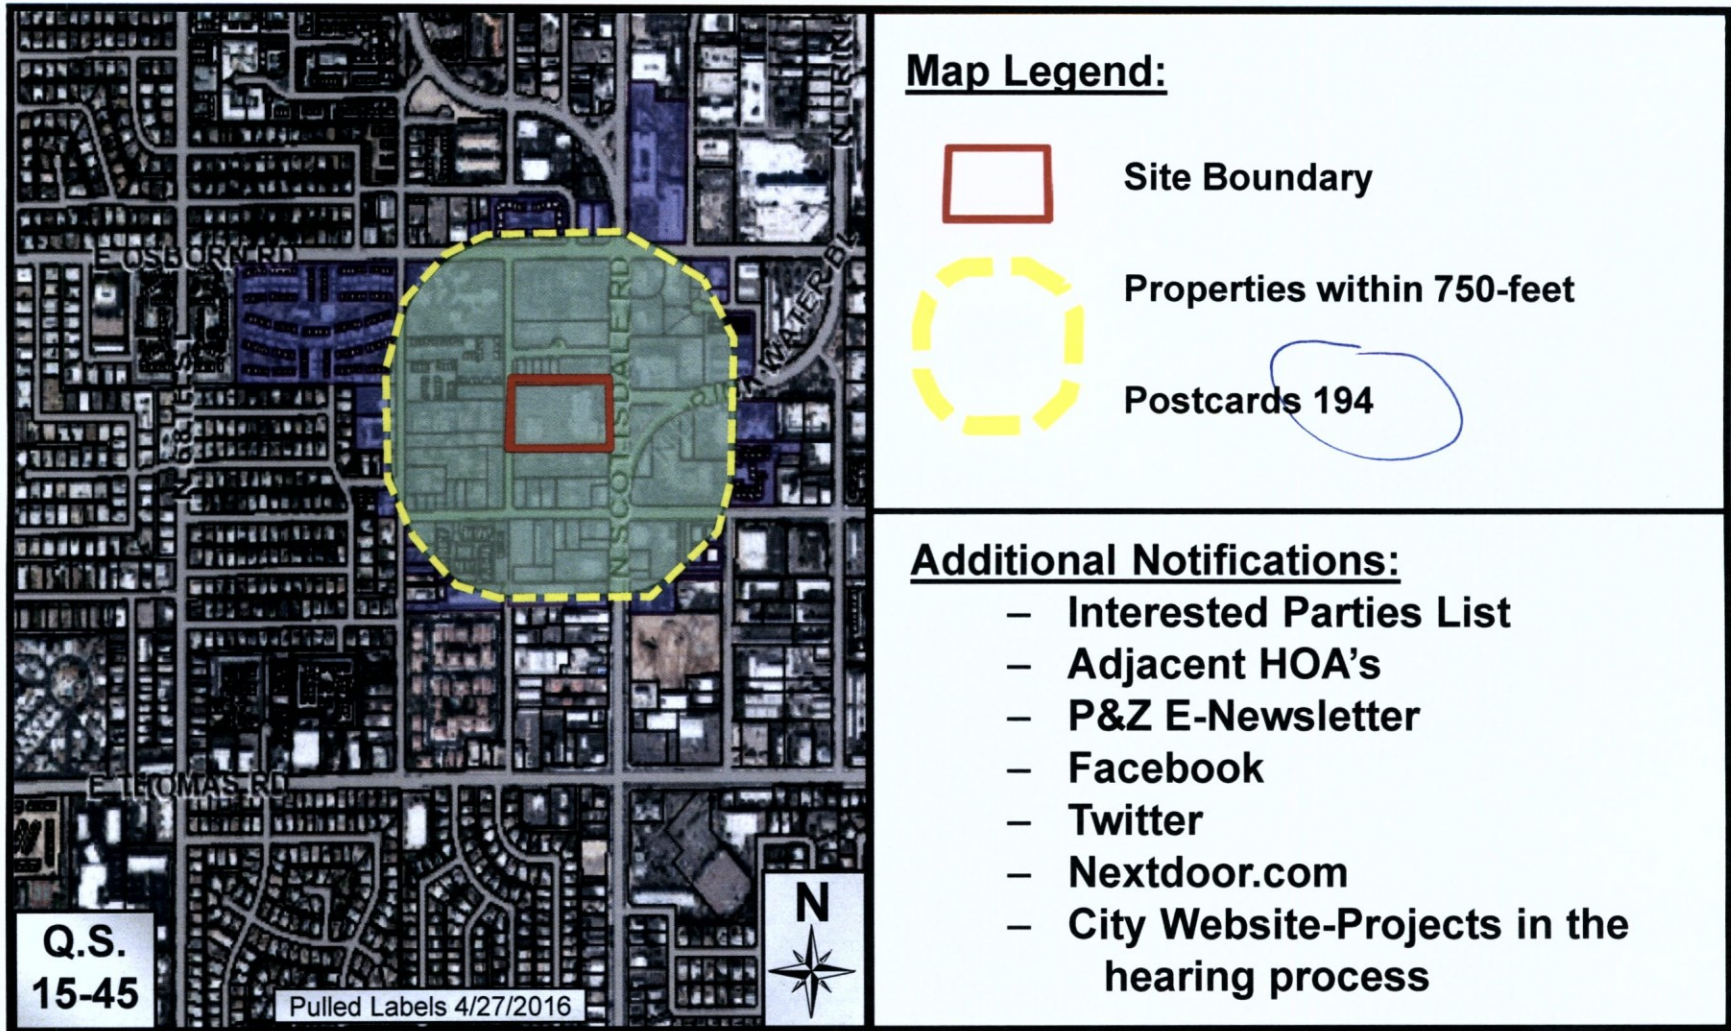 E OSBORN RD
N SCOTTSDALE RD
N 68TH ST
E THOMAS RD
Q.S.
15-45
Pulled Labels 4/27/2016
N
Map Legend:
Site Boundary
Properties within 750-feet
Postcards 194
Additional Notifications:
– Interested Parties List
– Adjacent HOA's
– P&Z E-Newsletter
– Facebook
– Twitter
– Nextdoor.com
– City Website-Projects in the
hearing process